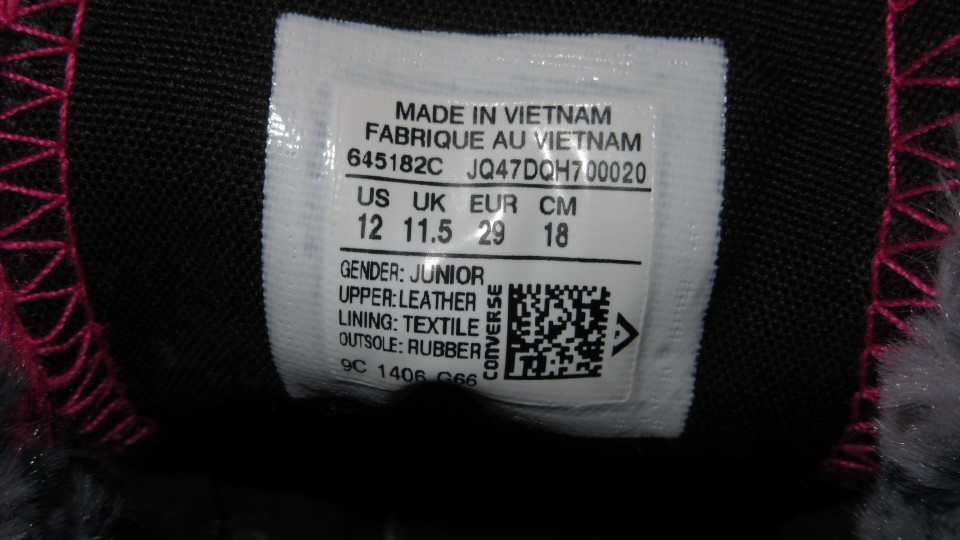 MADE IN VIETNAM
FABRIQUE AU VIETNAM
645182C JQ47DQH700020
US UK EUR CM
12 11.5 29 18
GENDER: JUNIOR
UPPER: LEATHER
LINING: TEXTILE
OUTSOLE: RUBBER
9C 1406 G66
CONVERSE